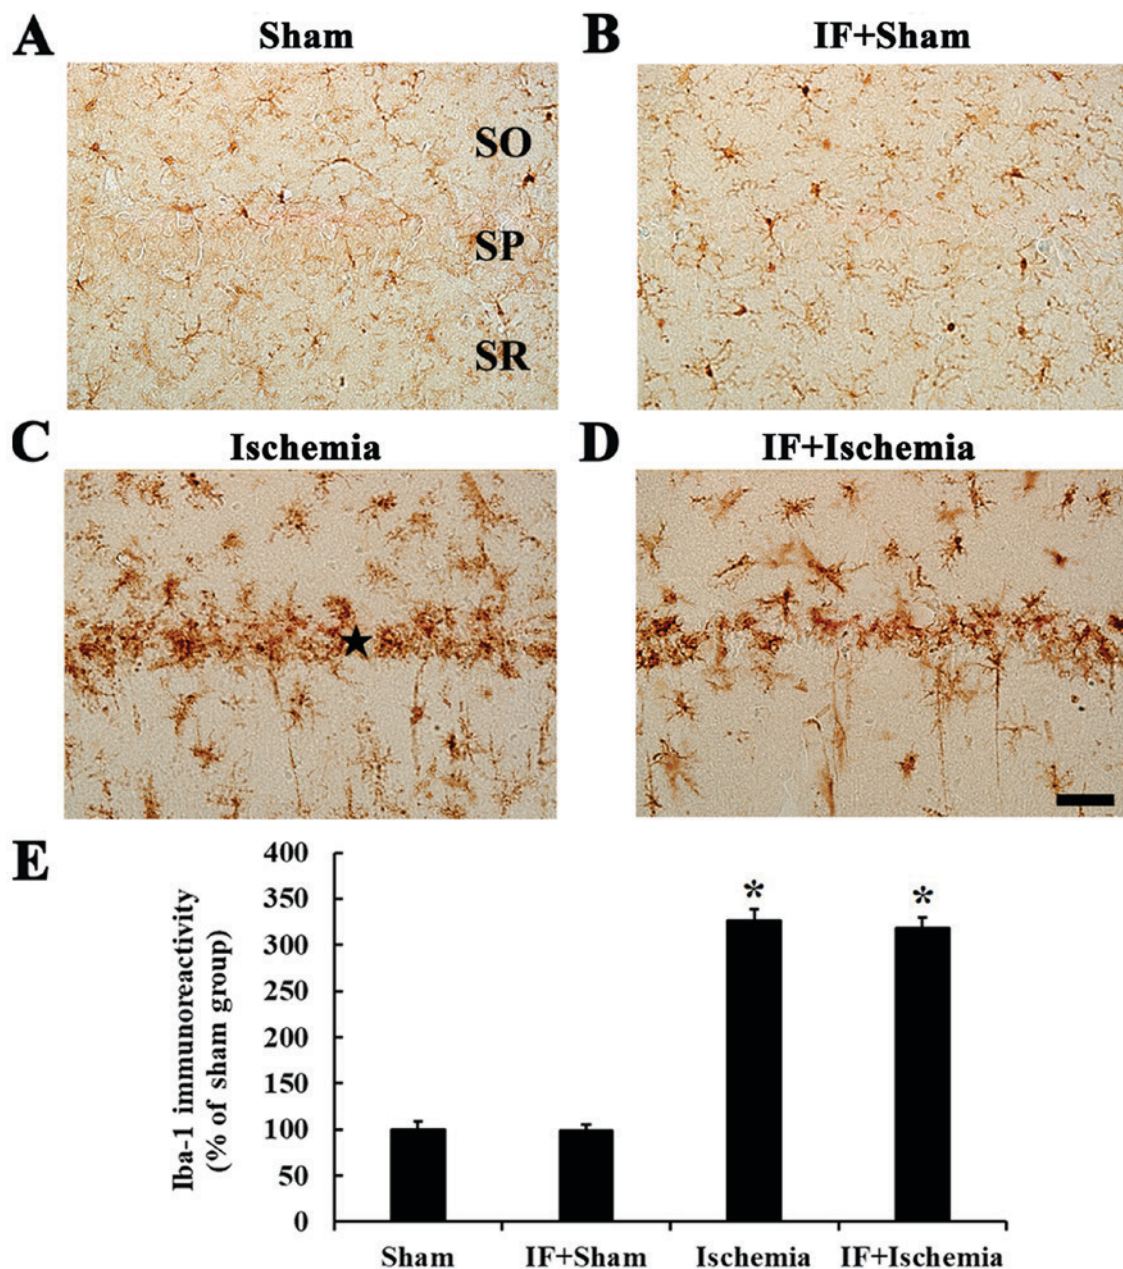 A
Sham
B
IF+Sham
SO
SP
SR
C
Ischemia
D
IF+Ischemia
E
Iba-1 immunoreactivity
(% of sham group)
400
350
300
250
200
150
100
50
0
*
*
Sham
IF+Sham
Ischemia
IF+Ischemia